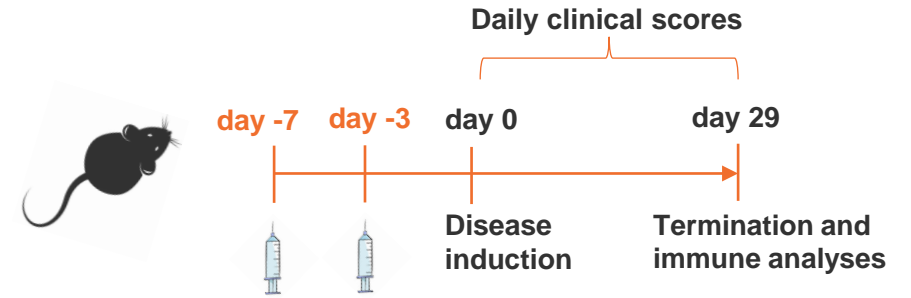 Daily clinical scores
day -7 day -3 day 0 day 29
Disease
induction
Termination and
immune analyses